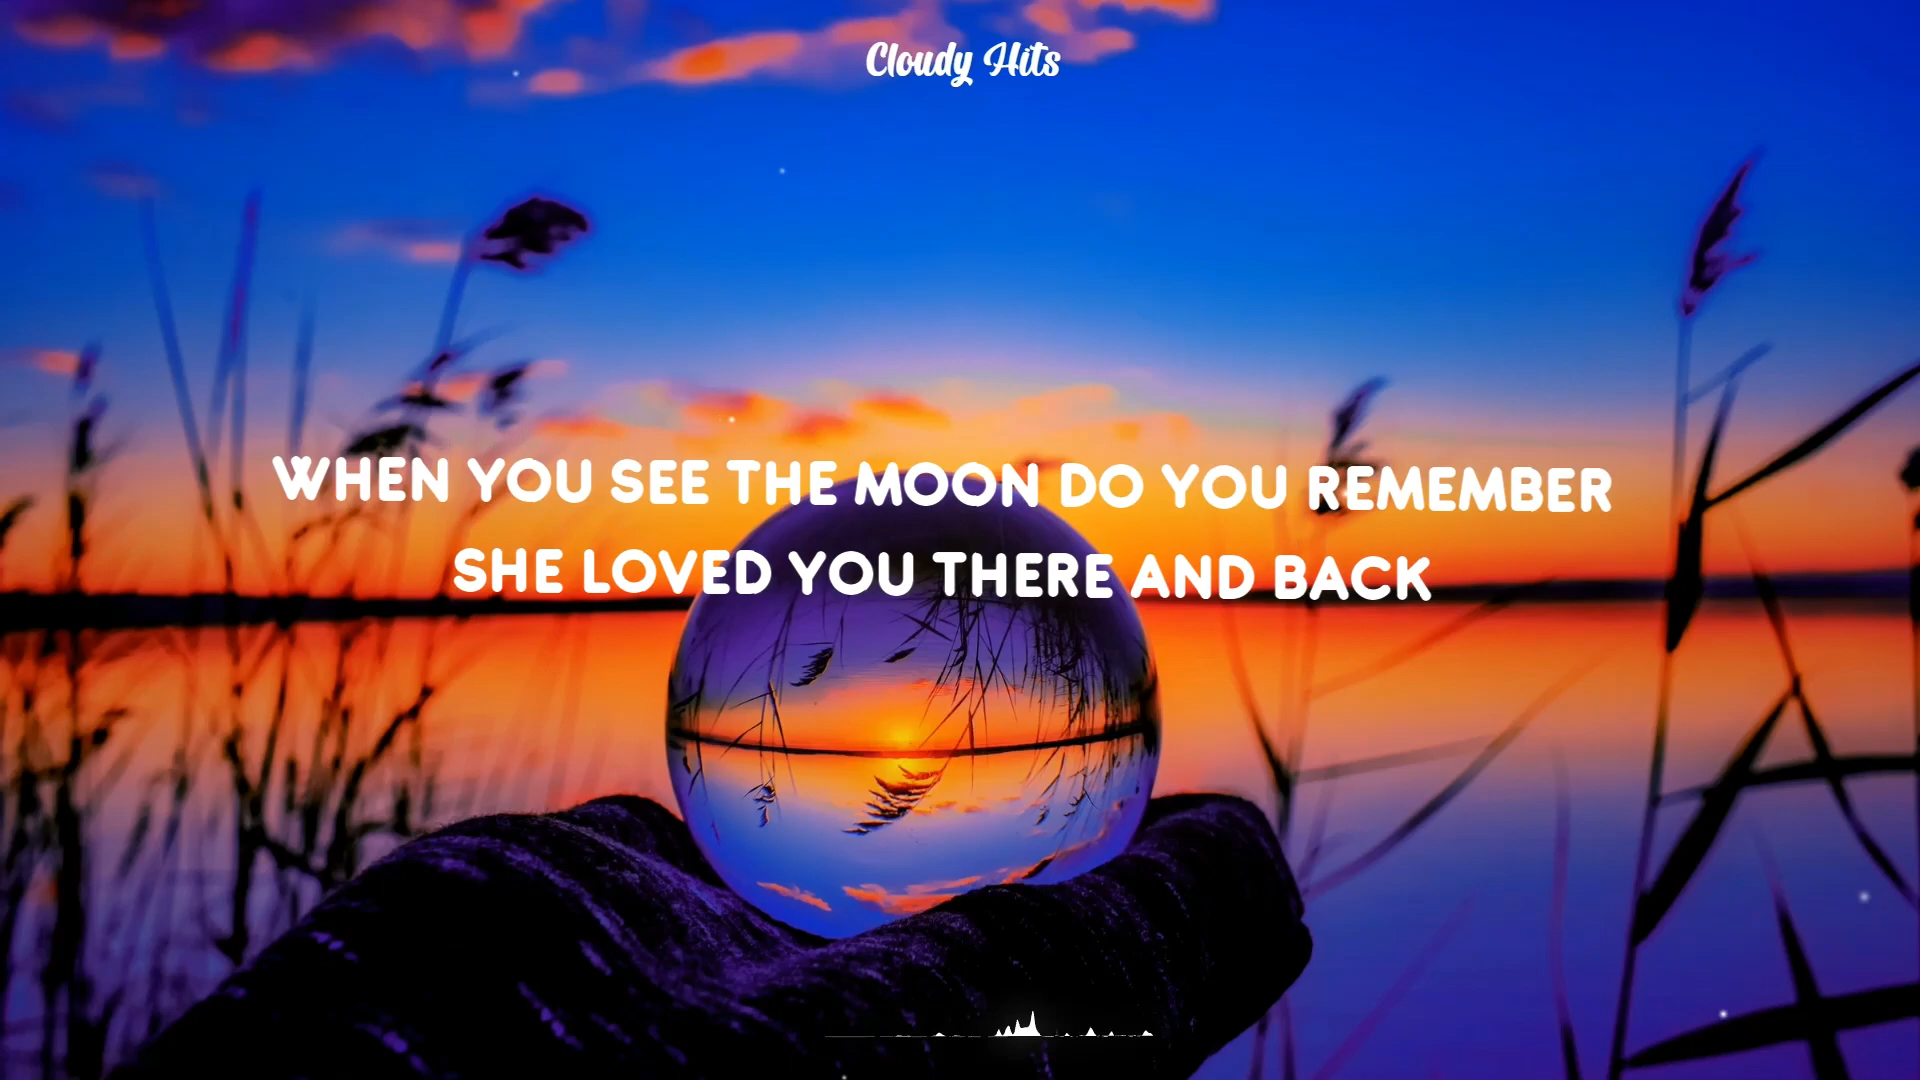 Cloudy Hits
WHEN YOU SEE THE MOON DO YOU REMEMBER
SHE LOVED YOU THERE AND BACK